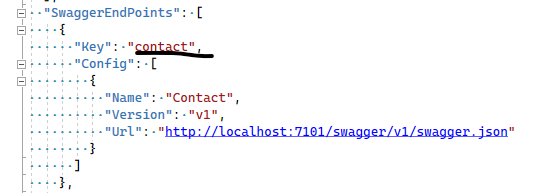 "SwaggerEndPoints": [
{
"Key": "contact",
"Config": [
{
"Name": "Contact",
"Version": "v1",
"Url": "http://localhost:7101/swagger/v1/swagger.json"
}
]
},